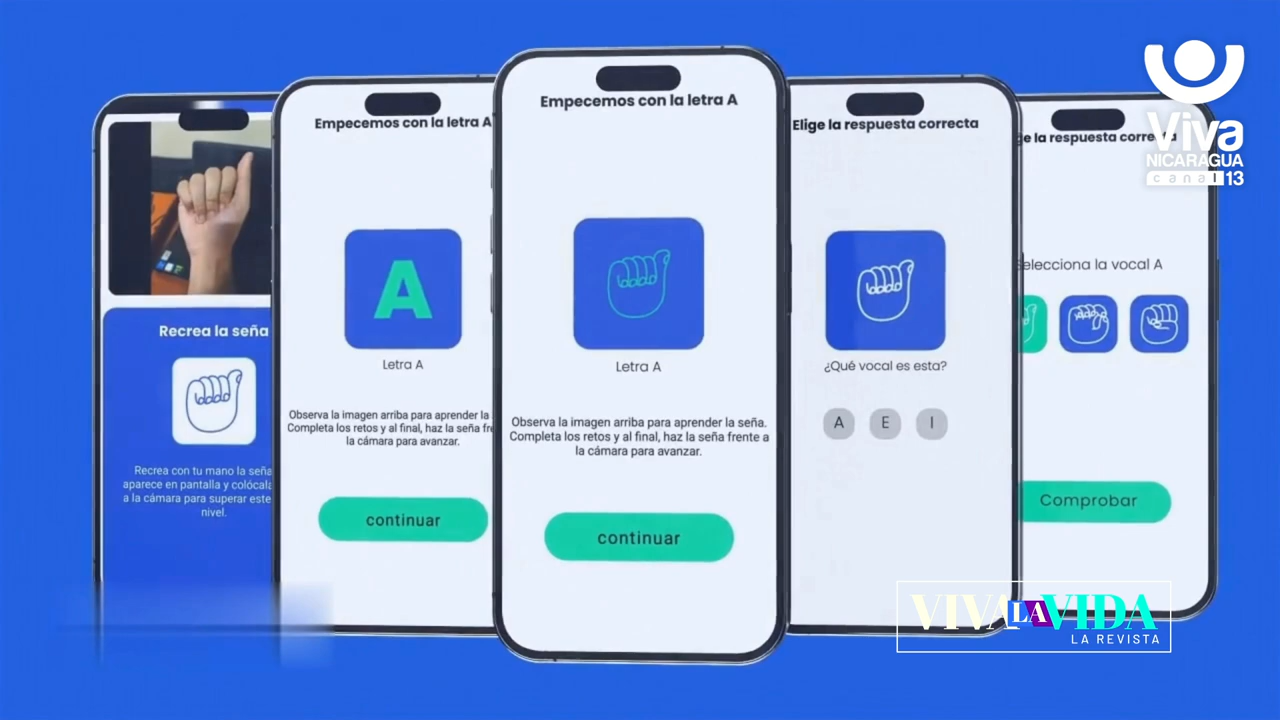 Recrea la seña
Recrea con tu mano la seña
aparece en pantalla y colóca
a la cámara para superar este
nivel.
Empecemos con la letra A
A
Letra A
Observa la imagen arriba para aprender la
Completa los retos y al final, haz la seña fre
la cámara para avanzar.
continuar
Empecemos con la letra A
Letra A
Observa la imagen arriba para aprender la seña.
Completa los retos y al final, haz la seña frente a
la cámara para avanzar.
continuar
Elige la respuesta correcta
¿Qué vocal es esta?
A E I
ge la respuesta correcta
Selecciona la vocal A
Comprobar
Viva
NICARAGUA
canal 13
VIVA LA VIDA
LA REVISTA